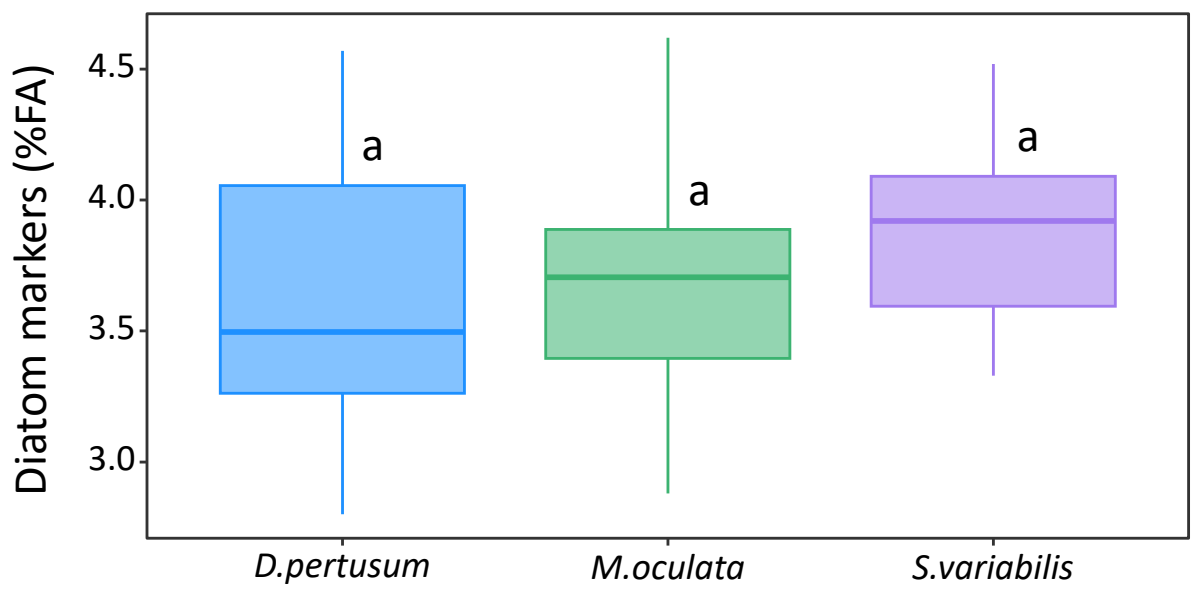 Diatom markers (%FA)
4.5
4.0
3.5
3.0
a
a
a
D.pertusum
M.oculata
S.variabilis